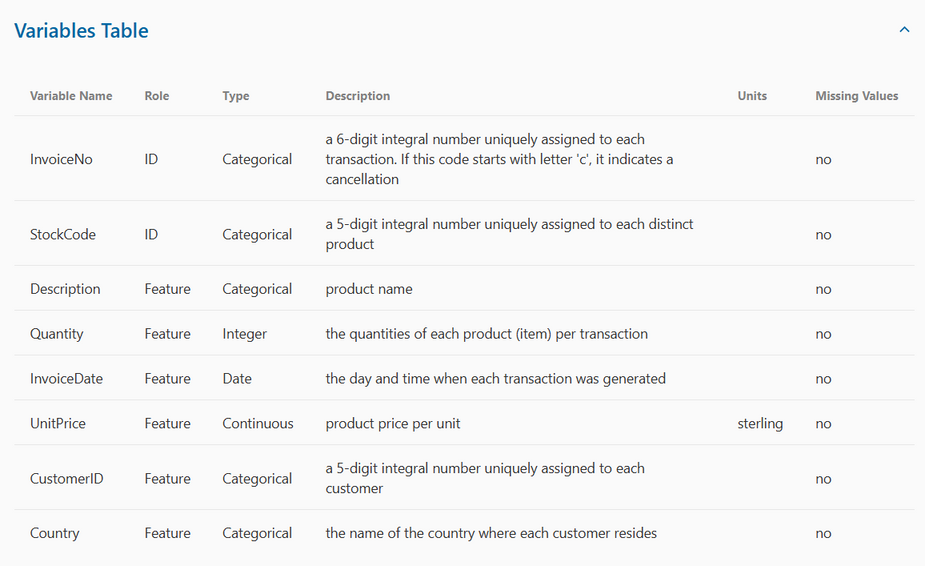 Variables Table
Variable Name Role Type Description Units Missing Values
InvoiceNo ID Categorical a 6-digit integral number uniquely assigned to each
transaction. If this code starts with letter 'c', it indicates a
cancellation no
StockCode ID Categorical a 5-digit integral number uniquely assigned to each distinct
product no
Description Feature Categorical product name no
Quantity Feature Integer the quantities of each product (item) per transaction no
InvoiceDate Feature Date the day and time when each transaction was generated no
UnitPrice Feature Continuous product price per unit sterling no
CustomerID Feature Categorical a 5-digit integral number uniquely assigned to each
customer no
Country Feature Categorical the name of the country where each customer resides no